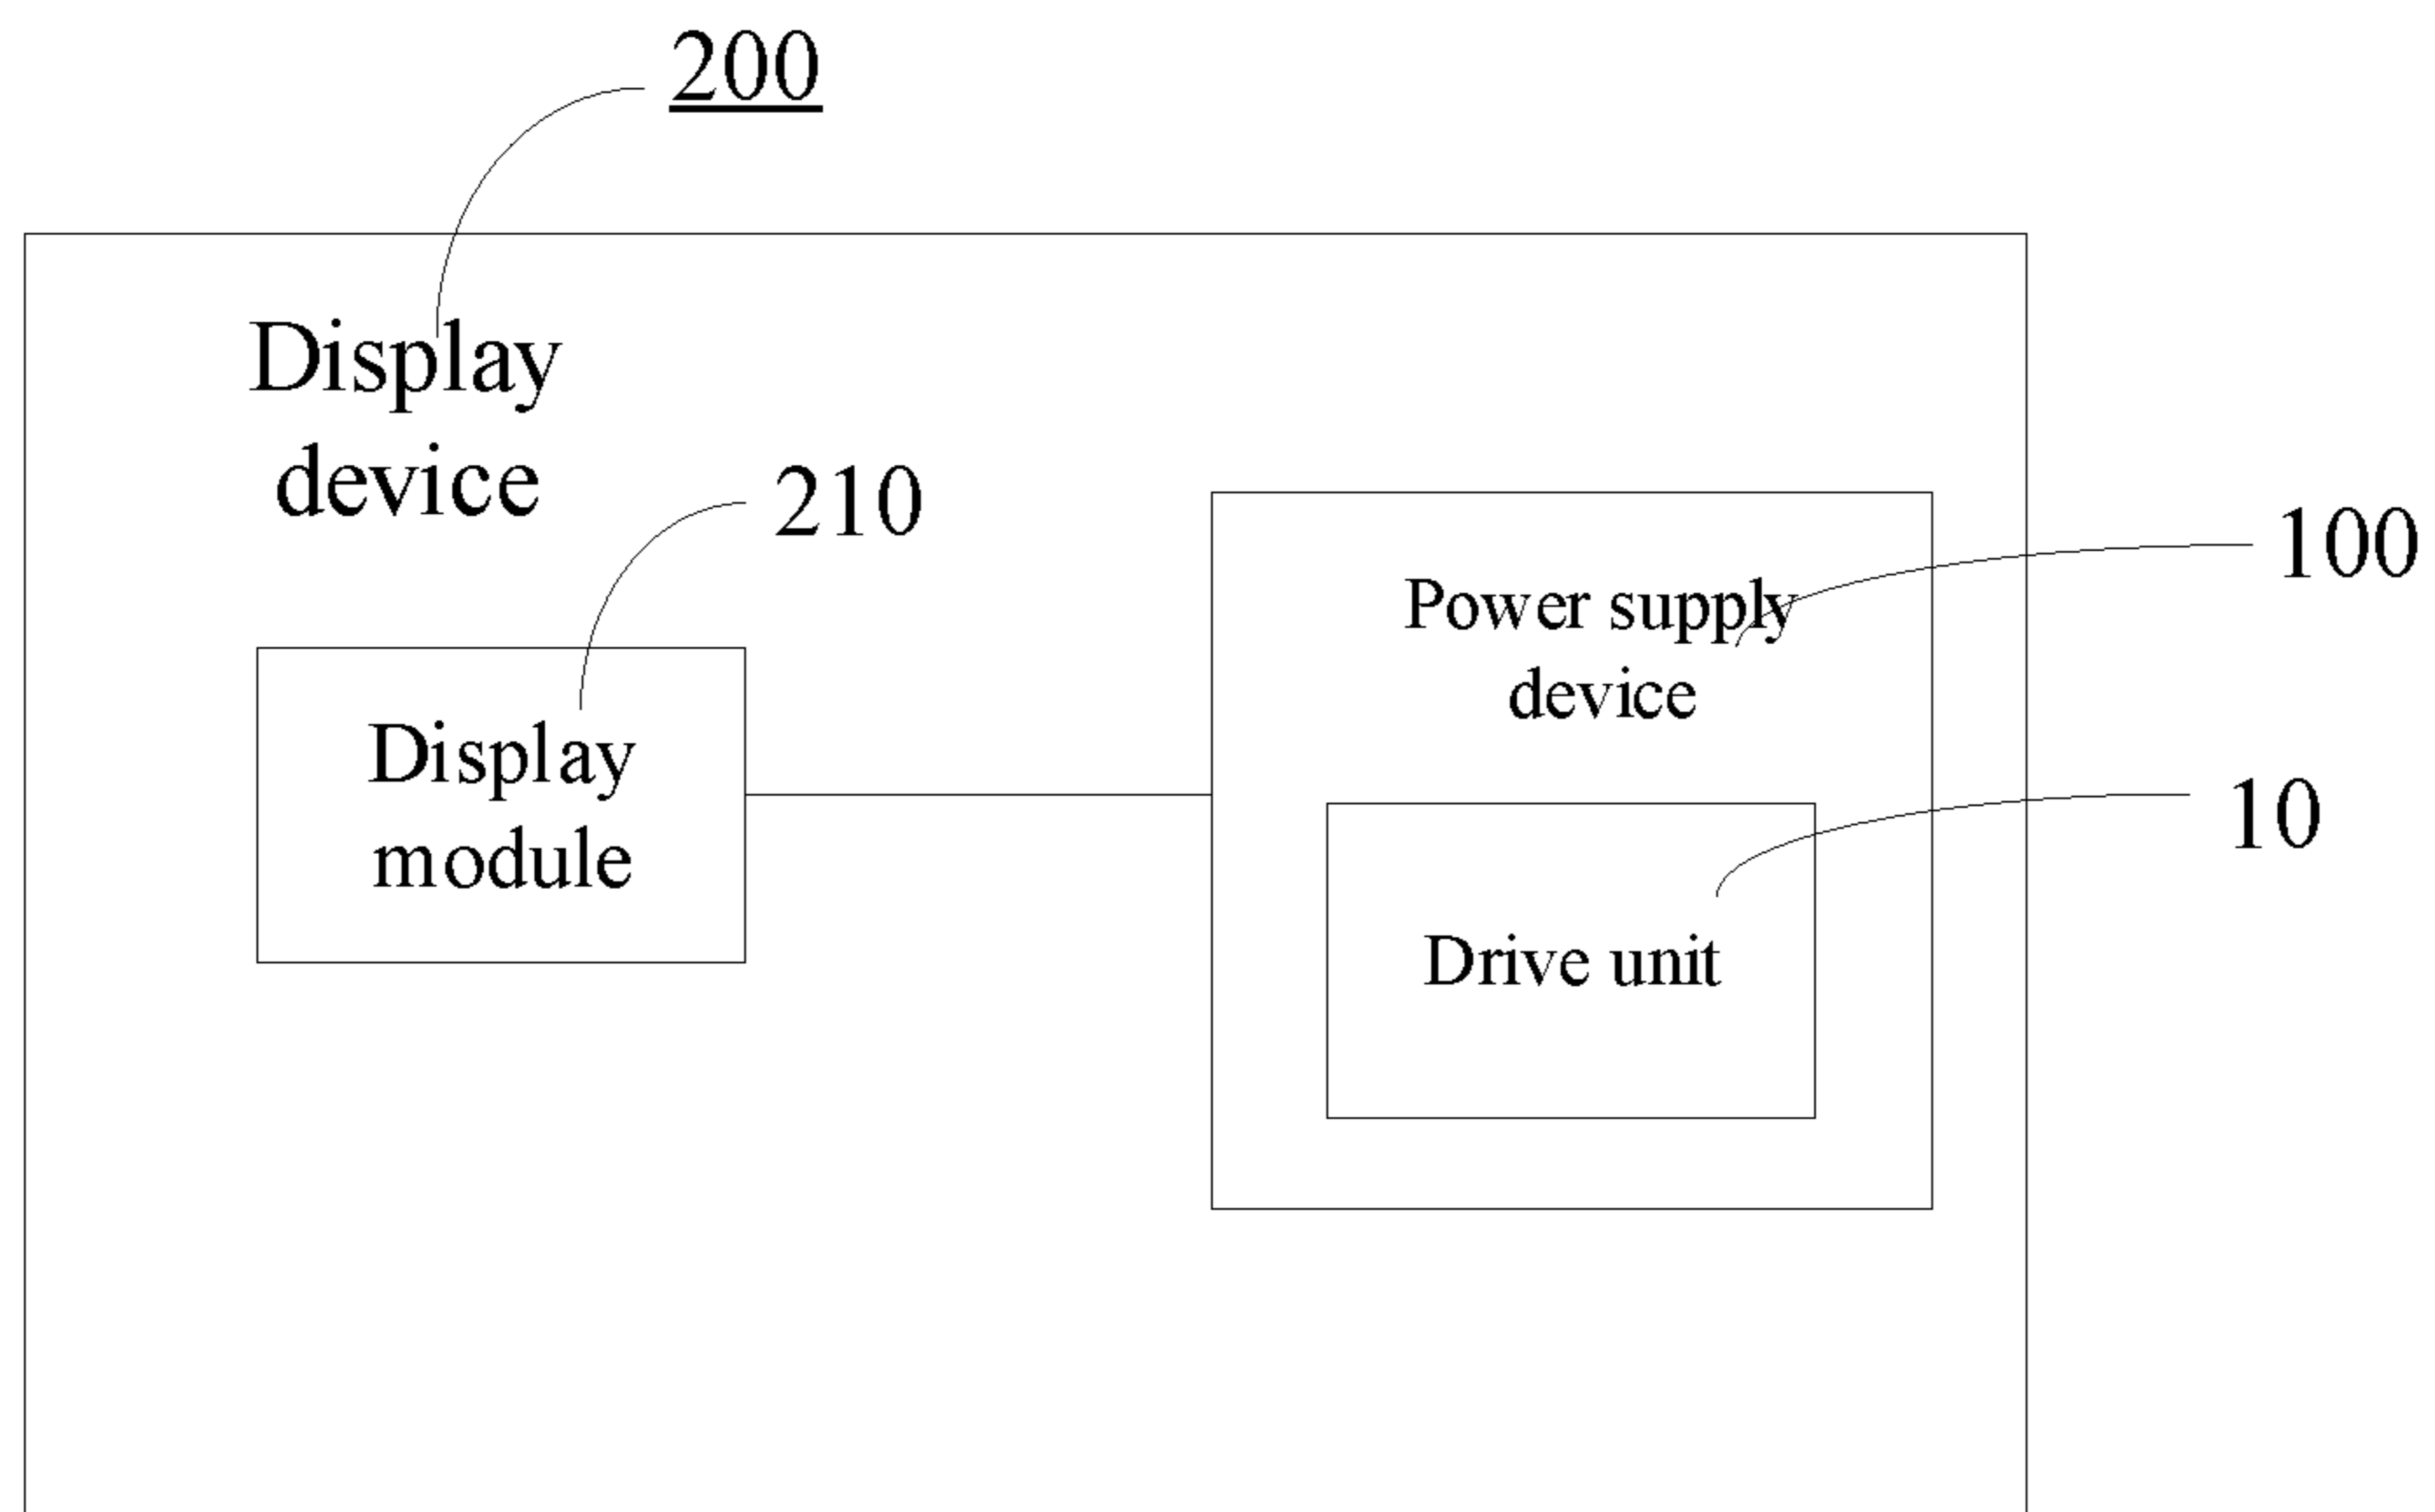 200
Display
device
210
Power supply
device
100
Display
module
10
Drive unit